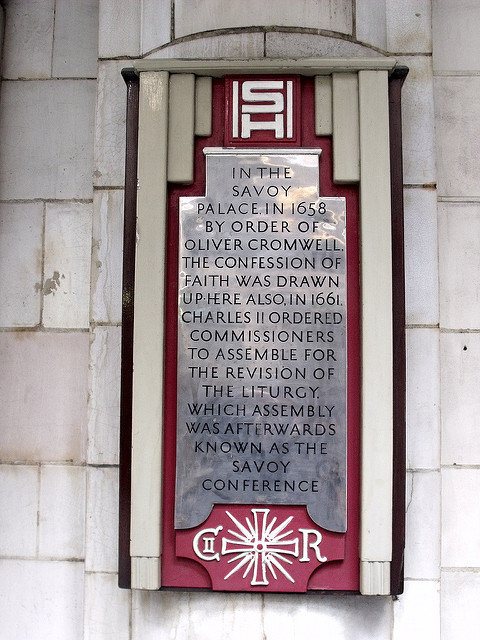 SH
IN THE
SAVOY
PALACE, IN 1658
BY ORDER OF
OLIVER CROMWELL,
THE CONFESSION OF
FAITH WAS DRAWN
UP·HERE ALSO, IN 1661,
CHARLES II ORDERED
COMMISSIONERS
TO ASSEMBLE FOR
THE REVISION OF
THE LITURGY,
WHICH ASSEMBLY
WAS AFTERWARDS
KNOWN AS THE
SAVOY
CONFERENCE
CII R